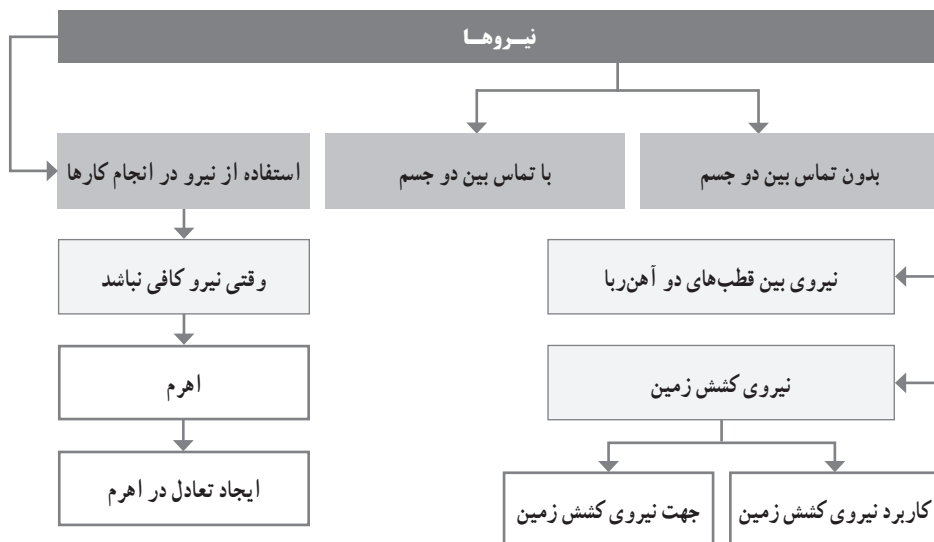 نیـروهـا
بدون تماس بین دو جسم
با تماس بین دو جسم
استفاده از نیرو در انجام کارها
نیروی بین قطب‌های دو آهن‌ربا
وقتی نیرو کافی نباشد
نیروی کشش زمین
اهرم
کاربرد نیروی کشش زمین
جهت نیروی کشش زمین
ایجاد تعادل در اهرم